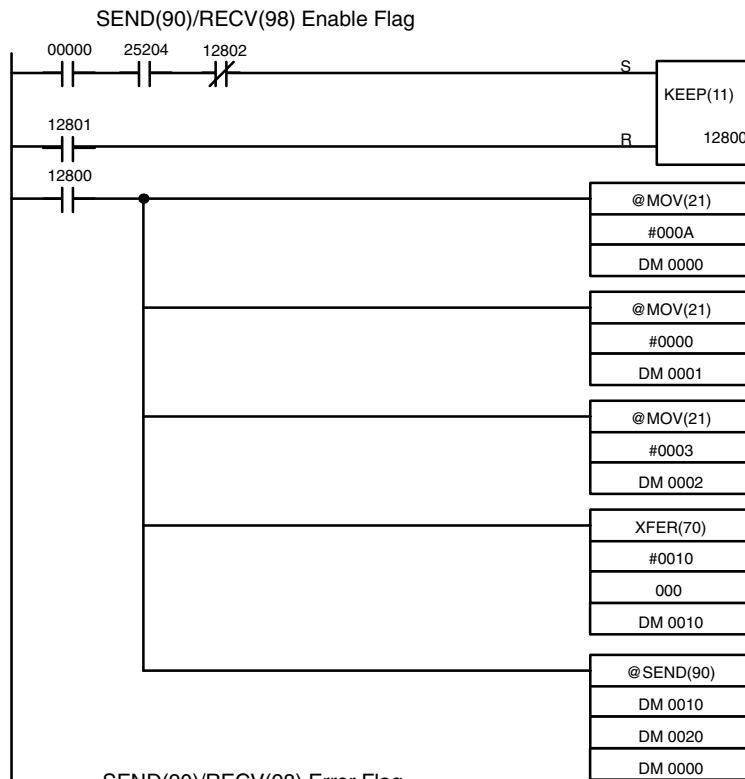 SEND(90)/RECV(98) Enable Flag
00000 25204 12802
S
KEEP(11)
12801
R
12800
12800
@MOV(21)
#000A
DM 0000
@MOV(21)
#0000
DM 0001
@MOV(21)
#0003
DM 0002
XFER(70)
#0010
000
DM 0010
@SEND(90)
DM 0010
DM 0020
DM 0000
SEND(90)/RECV(98) Error Flag